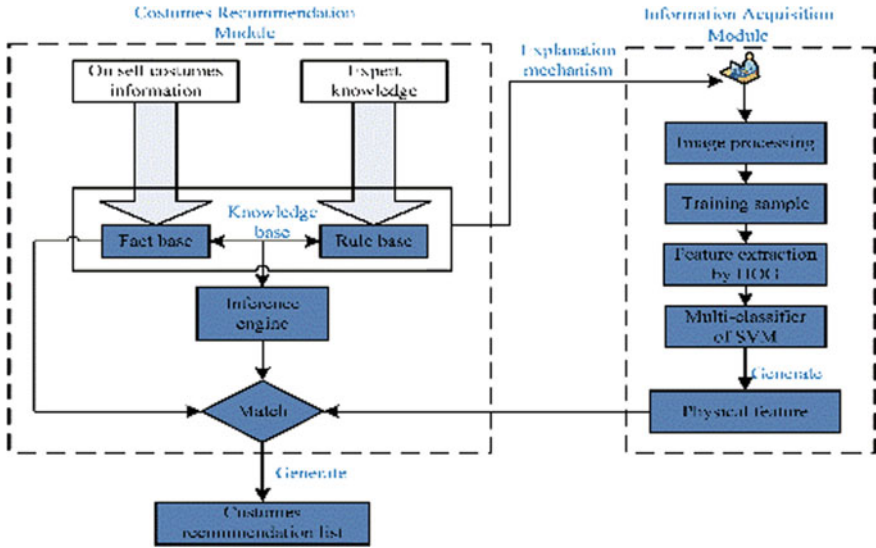 Costumes Recommendation
Module
Information Acquisition
Module
On sell costumes
information
Expert
knowledge
Explanation
mechanism
Image processing
Knowledge
base
Training sample
Fact base
Rule base
Feature extraction
by HOG
Inference
engine
Multi-classifier
of SVM
Generate
Match
Physical feature
Generate
Costumes
recommendation list